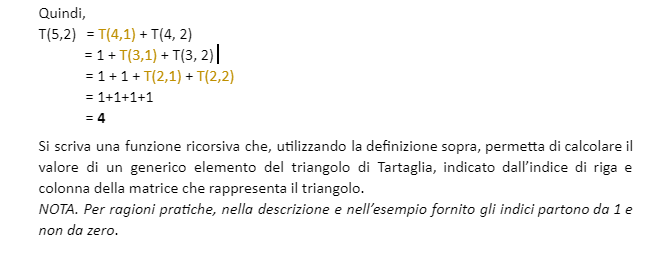 Quindi,
T(5,2) = T(4,1) + T(4, 2)
= 1 + T(3,1) + T(3, 2)
= 1 + 1 + T(2,1) + T(2,2)
= 1+1+1+1
= 4
Si scriva una funzione ricorsiva che, utilizzando la definizione sopra, permetta di calcolare il
valore di un generico elemento del triangolo di Tartaglia, indicato dall'indice di riga e
colonna della matrice che rappresenta il triangolo.
NOTA. Per ragioni pratiche, nella descrizione e nell'esempio fornito gli indici partono da 1 e
non da zero.